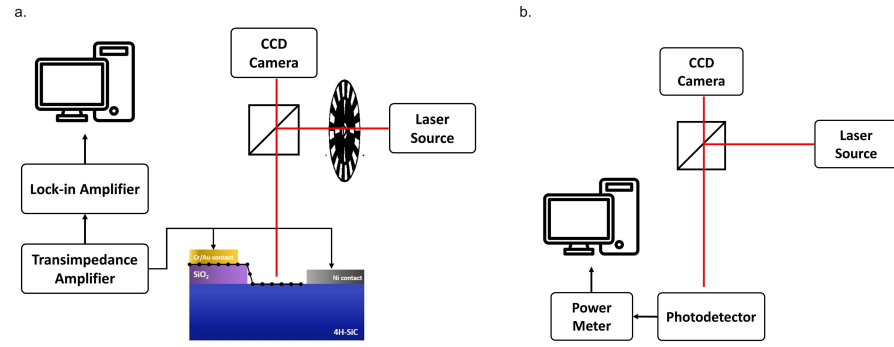 a.
CCD
Camera
Laser
Source
Lock-in Amplifier
Transimpedance
Amplifier
Cr/Au contact
SiO₂
Ni contact
4H-SiC
b.
CCD
Camera
Laser
Source
Power
Meter
Photodetector